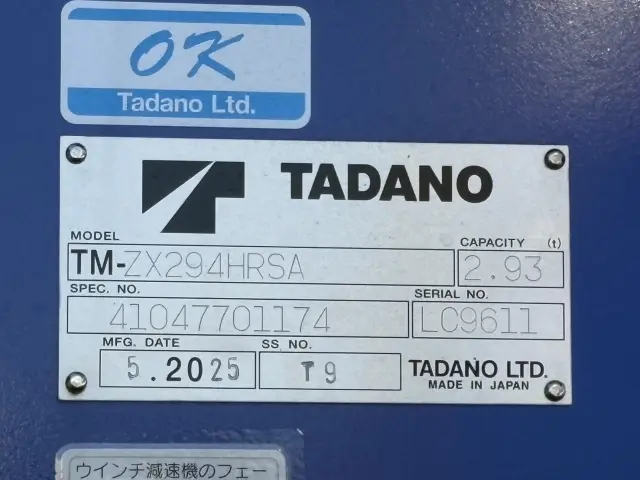 OK
Tadano Ltd.
TADANO
MODEL
CAPACITY (t)
TM-ZX294HRSA
2.93
SPEC. NO.
SERIAL NO.
41047701174
LC9611
MFG. DATE
SS NO.
5.2025
T9
TADANO LTD.
MADE IN JAPAN
ウインチ減速機のフェー